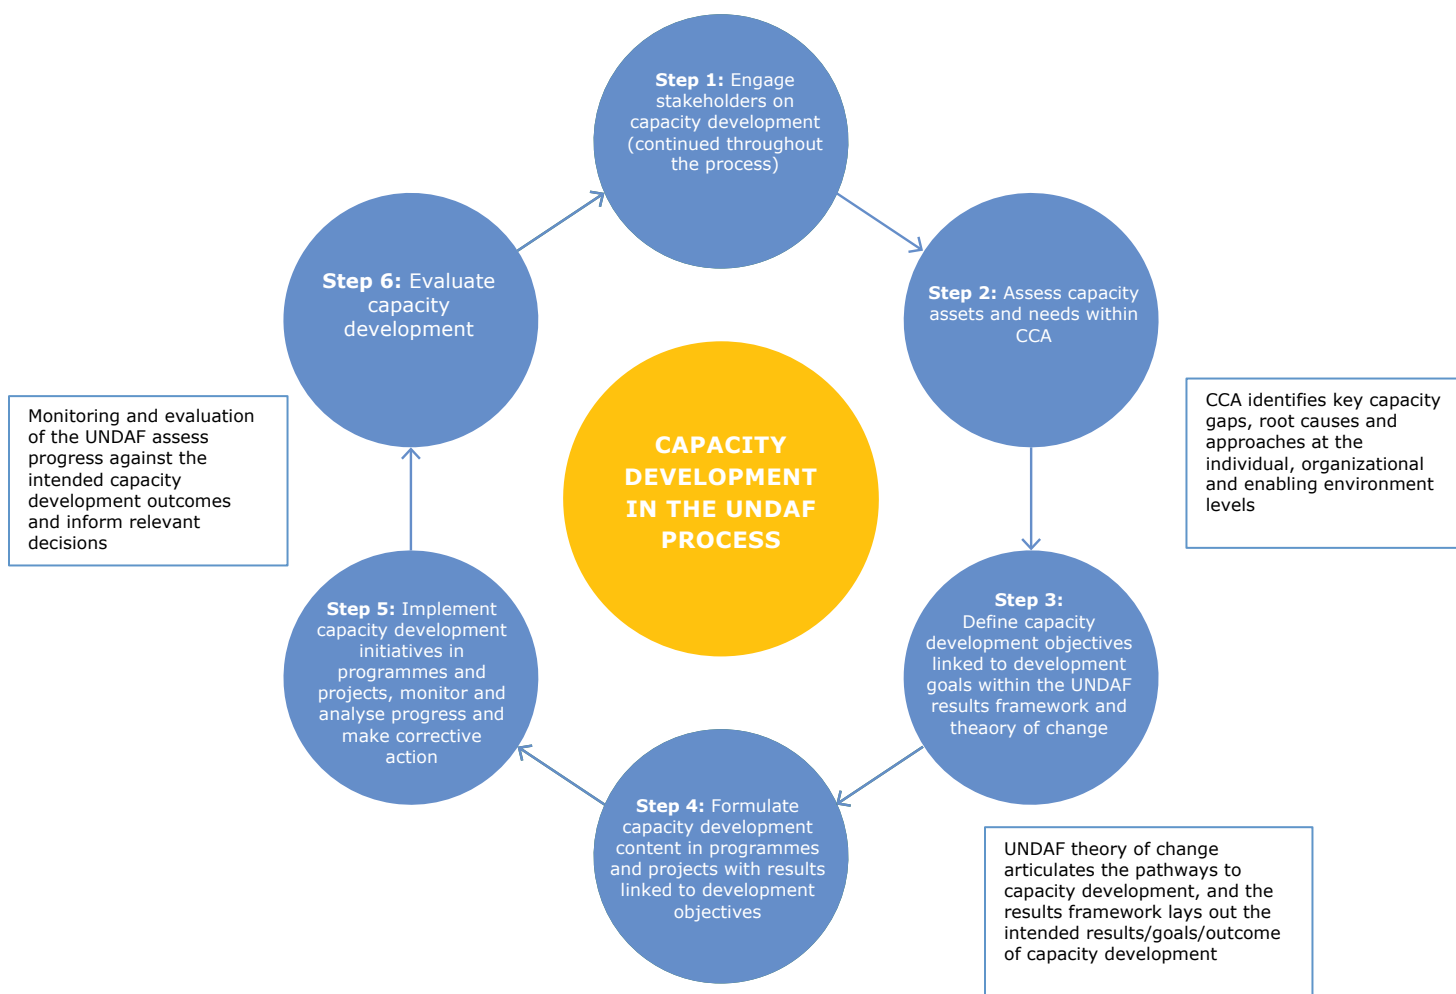 Step 1: Engage
stakeholders on
capacity development
(continued throughout
the process)
Step 2: Assess capacity
assets and needs within
CCA
CCA identifies key capacity
gaps, root causes and
approaches at the
individual, organizational
and enabling environment
levels
Step 3:
Define capacity
development objectives
linked to development
goals within the UNDAF
results framework and
theaory of change
UNDAF theory of change
articulates the pathways to
capacity development, and the
results framework lays out the
intended results/goals/outcome
of capacity development
Step 4: Formulate
capacity development
content in programmes
and projects with results
linked to development
objectives
Step 5: Implement
capacity development
initiatives in
programmes and
projects, monitor and
analyse progress and
make corrective
action
Monitoring and evaluation
of the UNDAF assess
progress against the
intended capacity
development outcomes
and inform relevant
decisions
Step 6: Evaluate
capacity
development
CAPACITY
DEVELOPMENT
IN THE UNDAF
PROCESS